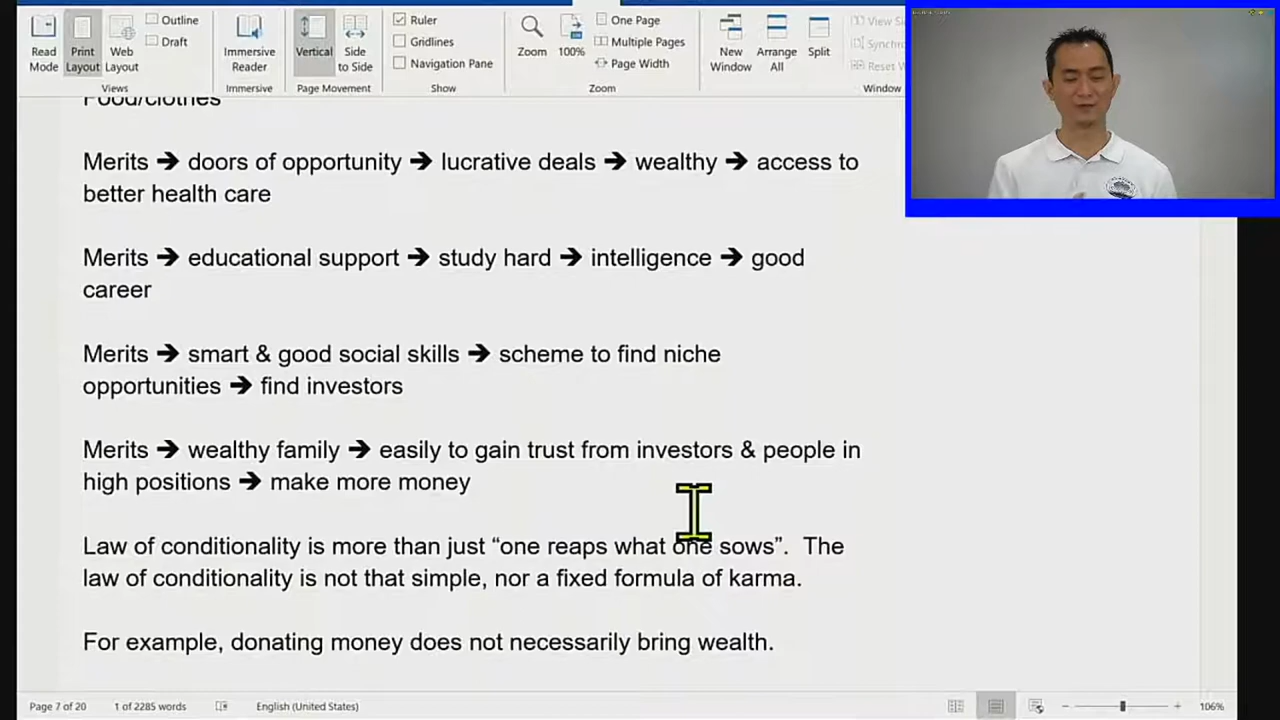 Outline
One Page
Ruler
Draft
Gridlines
Multiple Pages
Read Mode
Print Layout
Web Layout
Immersive Reader
Vertical
Side to Side
Navigation Pane
Zoom
100%
Page Width
New Window
Arrange All
Split
Views
Immersive
Page Movement
Show
Zoom
Window
Food/clothes
Merits ➔ doors of opportunity ➔ lucrative deals ➔ wealthy ➔ access to
better health care
Merits ➔ educational support ➔ study hard ➔ intelligence ➔ good
career
Merits ➔ smart & good social skills ➔ scheme to find niche
opportunities ➔ find investors
Merits ➔ wealthy family ➔ easily to gain trust from investors & people in
high positions ➔ make more money
Law of conditionality is more than just “one reaps what one sows”. The
law of conditionality is not that simple, nor a fixed formula of karma.
For example, donating money does not necessarily bring wealth.
Page 7 of 20
1 of 2285 words
English (United States)
106%